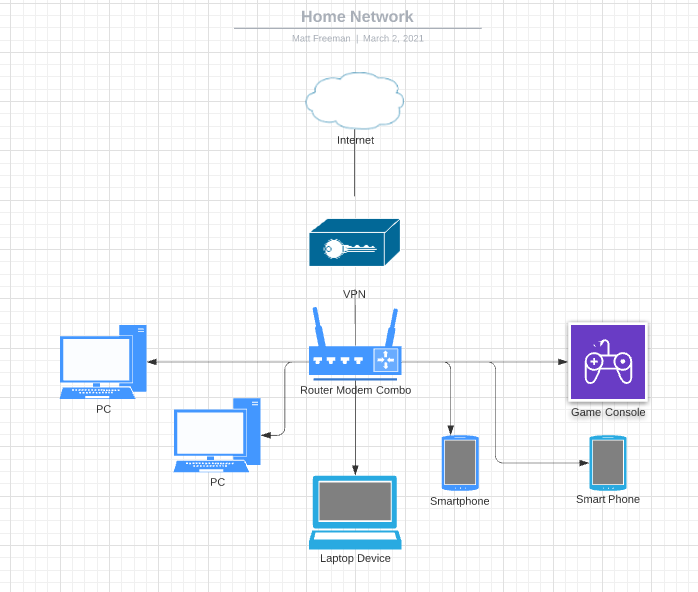 Home Network
Matt Freeman | March 2, 2021
Internet
VPN
Router Modem Combo
PC
Game Console
PC
Smartphone
Smart Phone
Laptop Device